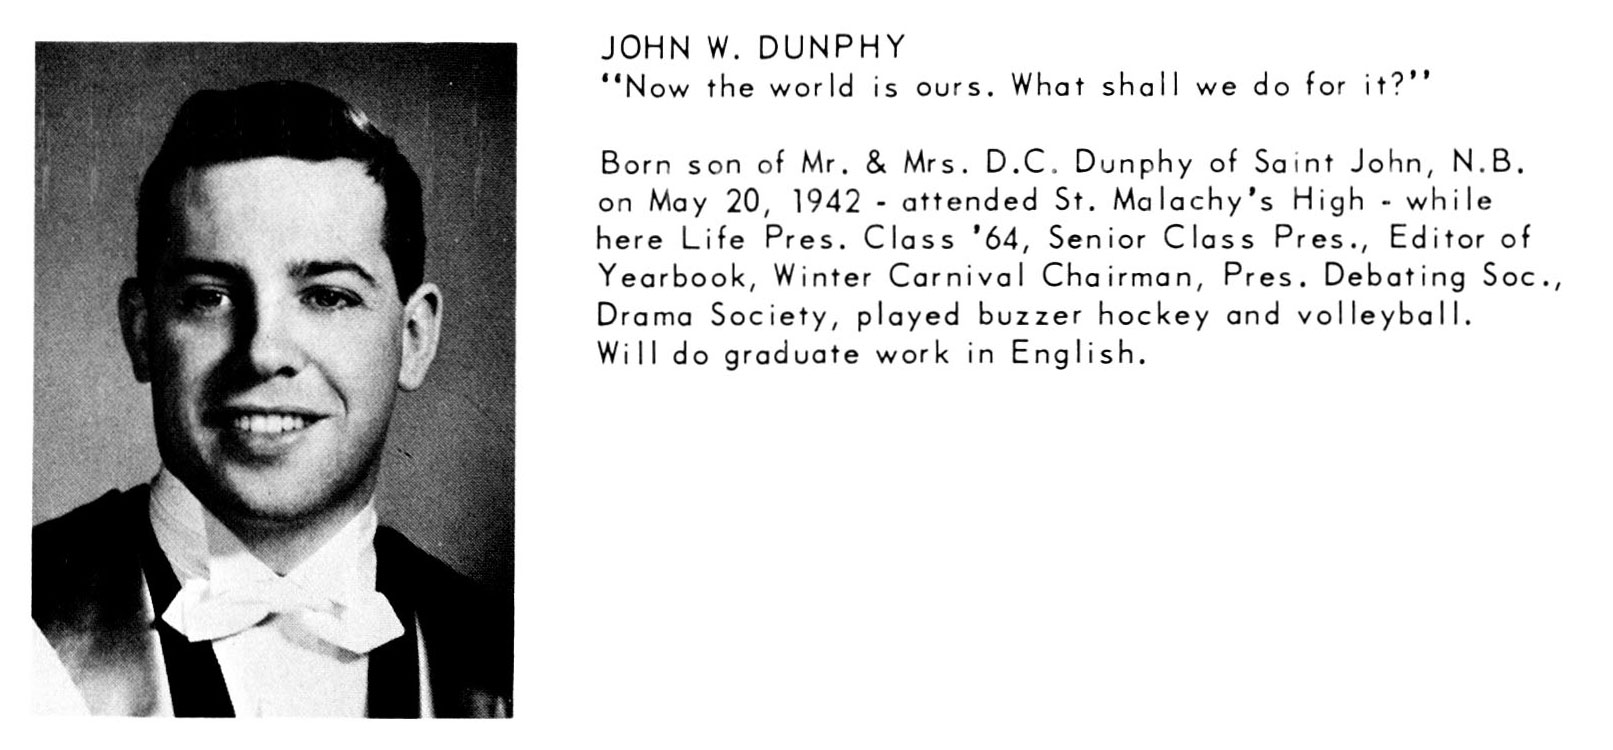 JOHN W. DUNPHY
"Now the world is ours. What shall we do for it?"
Born son of Mr. & Mrs. D.C. Dunphy of Saint John, N.B.
on May 20, 1942 - attended St. Malachy's High - while
here Life Pres. Class '64, Senior Class Pres., Editor of
Yearbook, Winter Carnival Chairman, Pres. Debating Soc.,
Drama Society, played buzzer hockey and volleyball.
Will do graduate work in English.